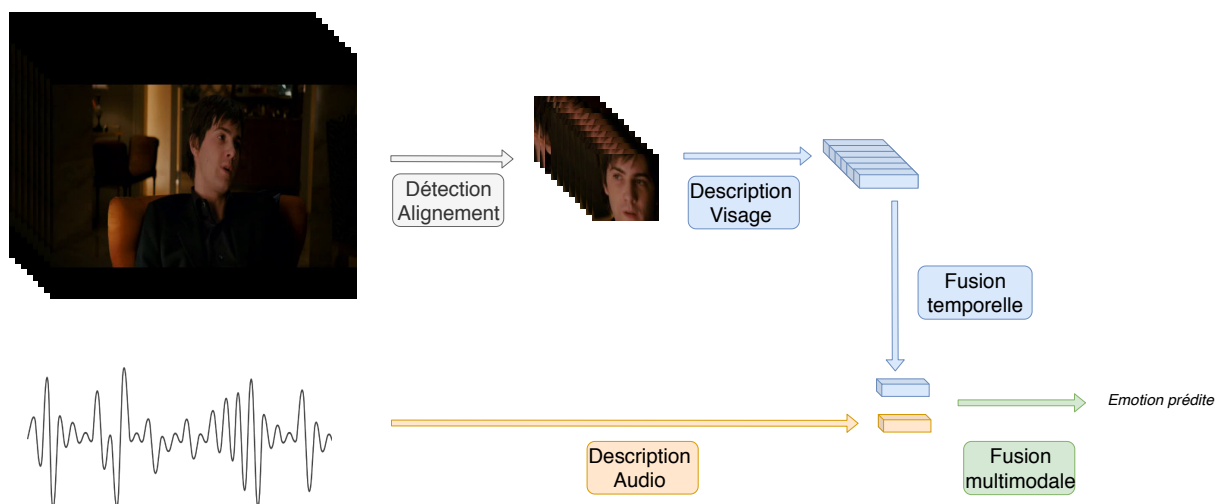 Détection
Alignement
Description
Visage
Fusion
temporelle
Emotion prédite
Description
Audio
Fusion
multimodale